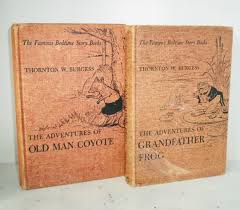 The Famous Bedtime Story Books
THORNTON W. BURGESS
THE ADVENTURES OF
OLD MAN COYOTE
The Famous Bedtime Story Books
THORNTON W. BURGESS
THE ADVENTURES OF
GRANDFATHER
FROG